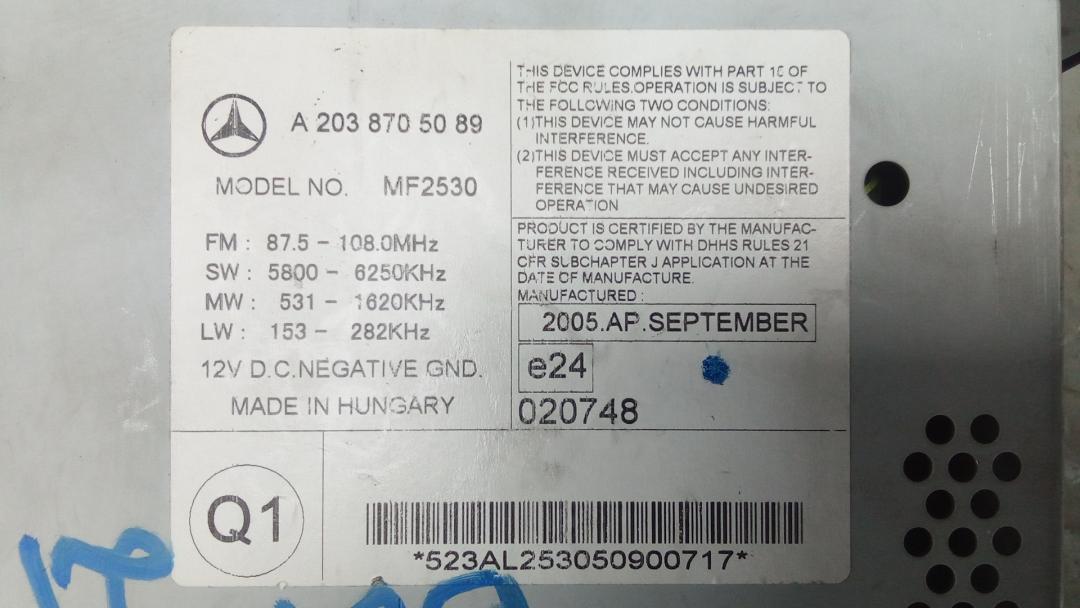 A 203 870 50 89
MODEL NO. MF2530
FM : 87.5 - 108.0MHz
SW : 5800 - 6250KHz
MW : 531 - 1620KHz
LW : 153 - 282KHz
12V D.C.NEGATIVE GND.
MADE IN HUNGARY
THIS DEVICE COMPLIES WITH PART 15 OF
THE FCC RULES.OPERATION IS SUBJECT TO
THE FOLLOWING TWO CONDITIONS:
(1)THIS DEVICE MAY NOT CAUSE HARMFUL
INTERFERENCE.
(2)THIS DEVICE MUST ACCEPT ANY INTER-
FERENCE RECEIVED INCLUDING INTER-
FERENCE THAT MAY CAUSE UNDESIRED
OPERATION
PRODUCT IS CERTIFIED BY THE MANUFAC-
TURER TO COMPLY WITH DHHS RULES 21
CFR SUBCHAPTER J APPLICATION AT THE
DATE OF MANUFACTURE.
MANUFACTURED :
2005.AP.SEPTEMBER
e24
020748
Q1
*523AL253050900717*